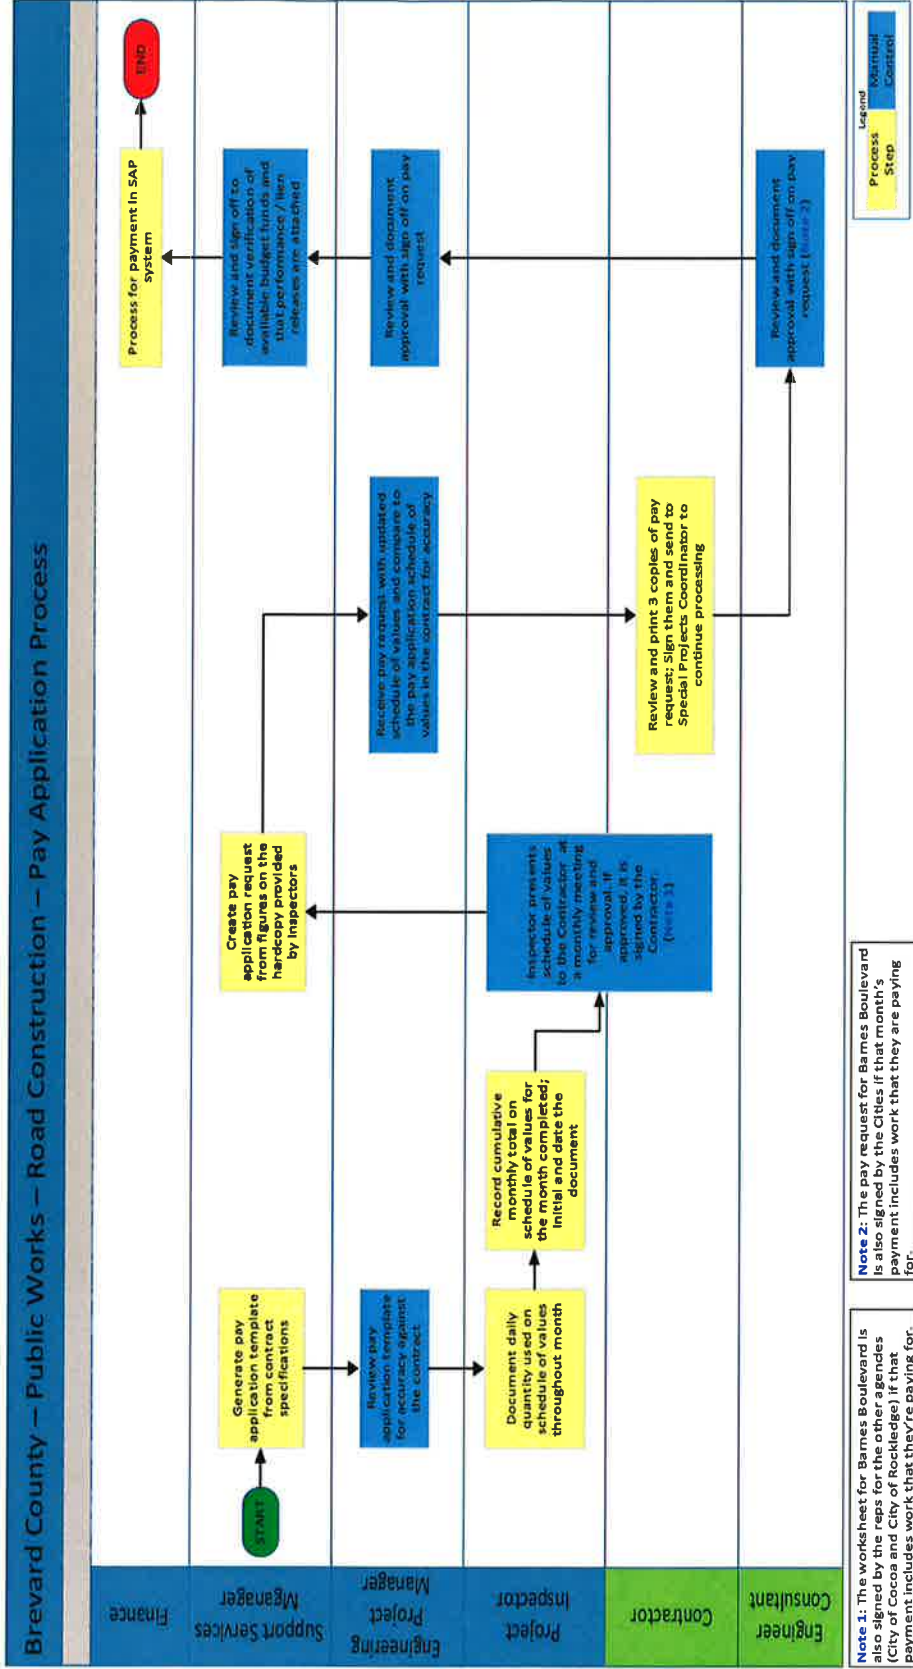 Brevard County – Public Works – Road Construction – Pay Application Process
Finance
Support Services
Mganager
Engineering
Project
Manager
Project
Inspector
Contractor
Engineer
Consultant
START
Generate pay
application template
from contract
specifications
Review pay
application template
for accuracy against
the contract
Document daily
quantity used on
schedule of values
throughout month
Record cumulative
monthly total on
schedule of values for
the month completed;
Initial and date the
document
Inspector presents
schedule of values
to the Contractor at
a monthly meeting
for review and
approval. If
approved, it is
signed by the
Contractor.
(Note 1)
Create pay
application request
from figures on the
hardcopy provided
by Inspectors
Receive pay request with updated
schedule of values and compare to
the pay application schedule of
values in the contract for accuracy
Review and print 3 copies of pay
request; Sign them and send to
Special Projects Coordinator to
continue processing
Review and document
approval with sign off on pay
request (Note 2)
Review and document
approval with sign off on pay
request
Review and sign off to
document verification of
available budget funds and
that performance / lien
releases are attached
Process for payment in SAP
system
END
Note 1: The worksheet for Barnes Boulevard is
also signed by the reps for the other agendes
(City of Cocoa and City of Rockledge) if that
payment includes work that they're paying for.
Note 2: The pay request for Barnes Boulevard
is also signed by the Cities if that month's
payment includes work that they are paying
for.
Legend
Process
Step
Manual
Control